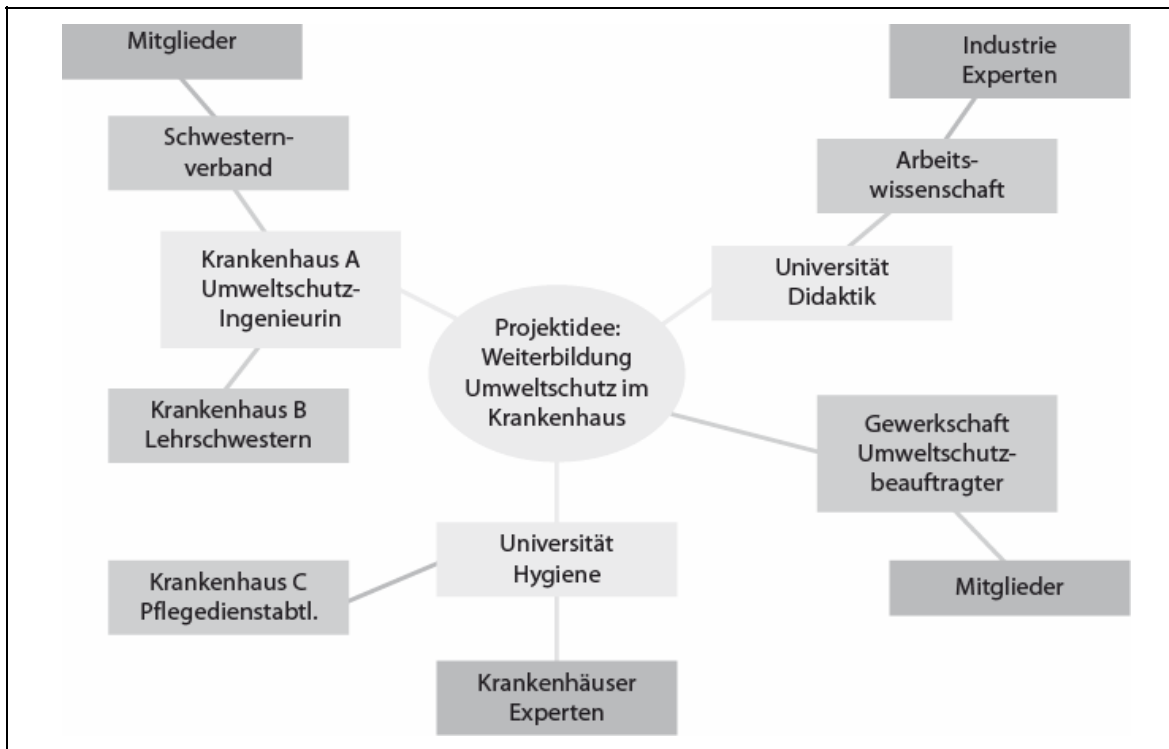 Mitglieder
Schwestern-
verband
Krankenhaus A
Umweltschutz-
Ingenieurin
Krankenhaus B
Lehrschwestern
Projektidee:
Weiterbildung
Umweltschutz im
Krankenhaus
Industrie
Experten
Arbeits-
wissenschaft
Universität
Didaktik
Gewerkschaft
Umweltschutz-
beauftragter
Mitglieder
Universität
Hygiene
Krankenhaus C
Pflegedienstabtl.
Krankenhäuser
Experten